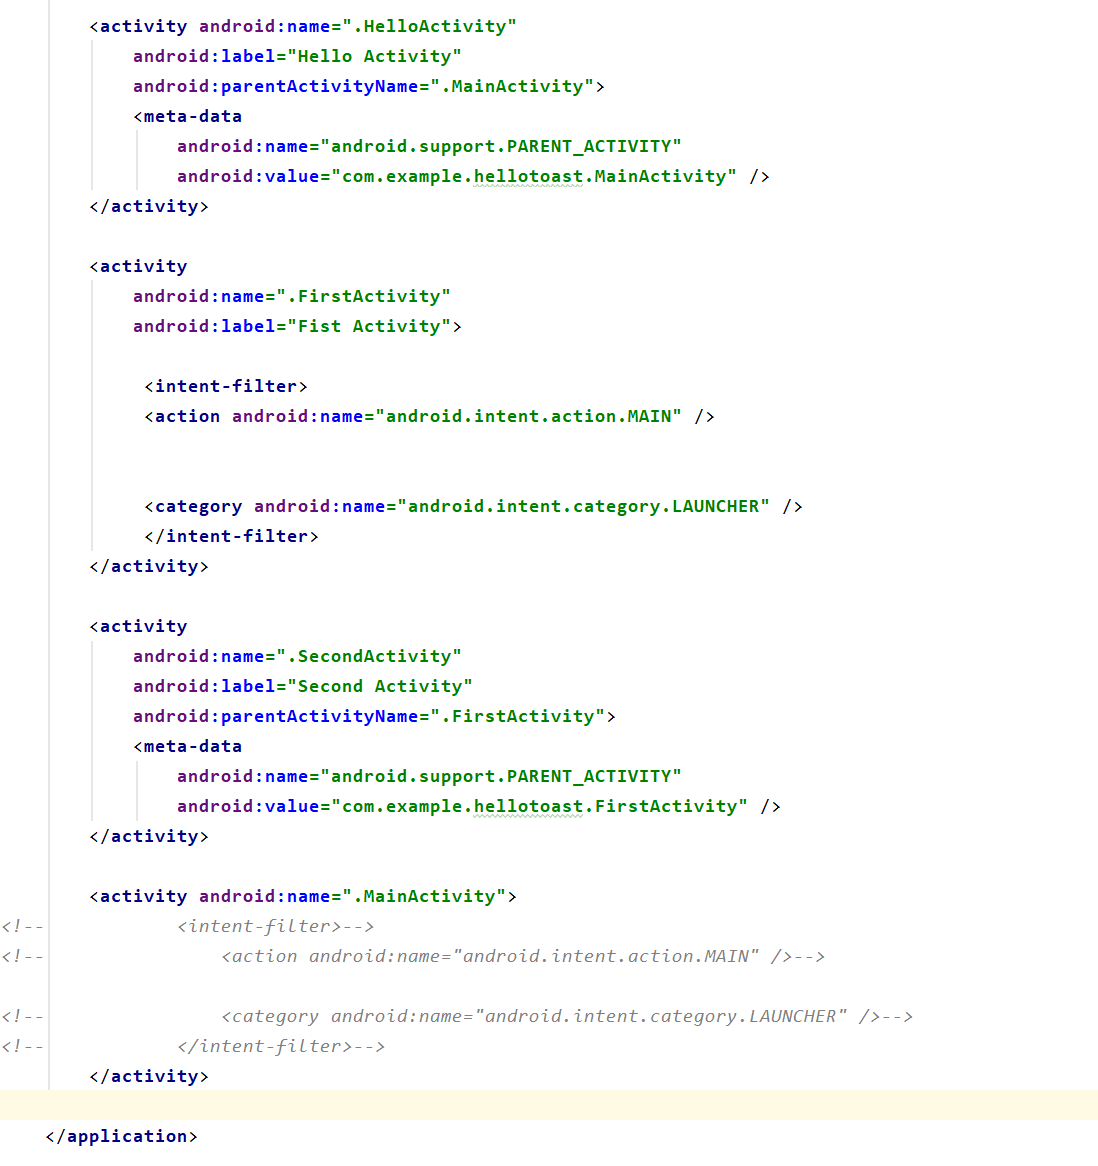 <activity android:name=".HelloActivity"
android:label="Hello Activity"
android:parentActivityName=".MainActivity">
<meta-data
android:name="android.support.PARENT_ACTIVITY"
android:value="com.example.hellotoast.MainActivity" />
</activity>
<activity
android:name=".FirstActivity"
android:label="Fist Activity">
<intent-filter>
<action android:name="android.intent.action.MAIN" />
<category android:name="android.intent.category.LAUNCHER" />
</intent-filter>
</activity>
<activity
android:name=".SecondActivity"
android:label="Second Activity"
android:parentActivityName=".FirstActivity">
<meta-data
android:name="android.support.PARENT_ACTIVITY"
android:value="com.example.hellotoast.FirstActivity" />
</activity>
<activity android:name=".MainActivity">
<!-- <intent-filter>-->
<!-- <action android:name="android.intent.action.MAIN" />-->
<!-- <category android:name="android.intent.category.LAUNCHER" />-->
<!-- </intent-filter>-->
</activity>
</application>